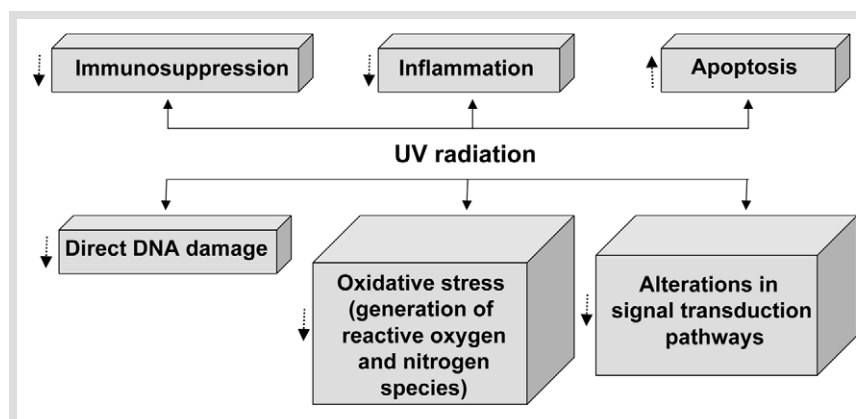 Immunosuppression
Inflammation
Apoptosis
UV radiation
Direct DNA damage
Oxidative stress
(generation of
reactive oxygen
and nitrogen
species)
Alterations in
signal transduction
pathways